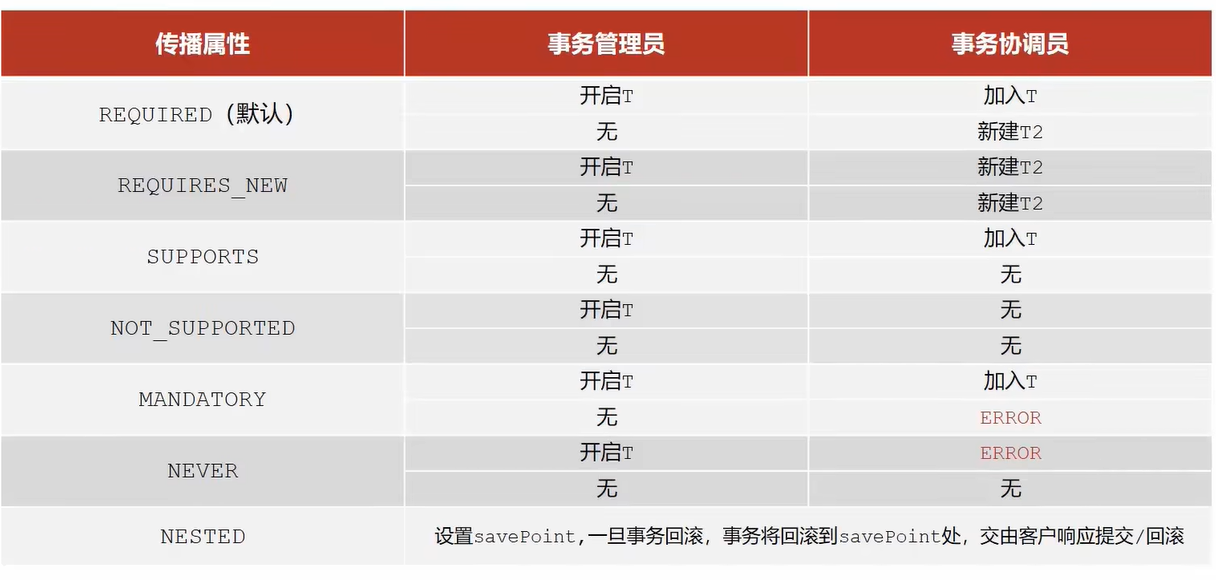 传播属性 事务管理员 事务协调员
REQUIRED（默认） 开启T 加入T
无 新建T2
REQUIRES_NEW 开启T 新建T2
无 新建T2
SUPPORTS 开启T 加入T
无 无
NOT_SUPPORTED 开启T 无
无 无
MANDATORY 开启T 加入T
无 ERROR
NEVER 开启T ERROR
无 无
NESTED 设置savePoint,一旦事务回滚，事务将回滚到savePoint处，交由客户响应提交/回滚